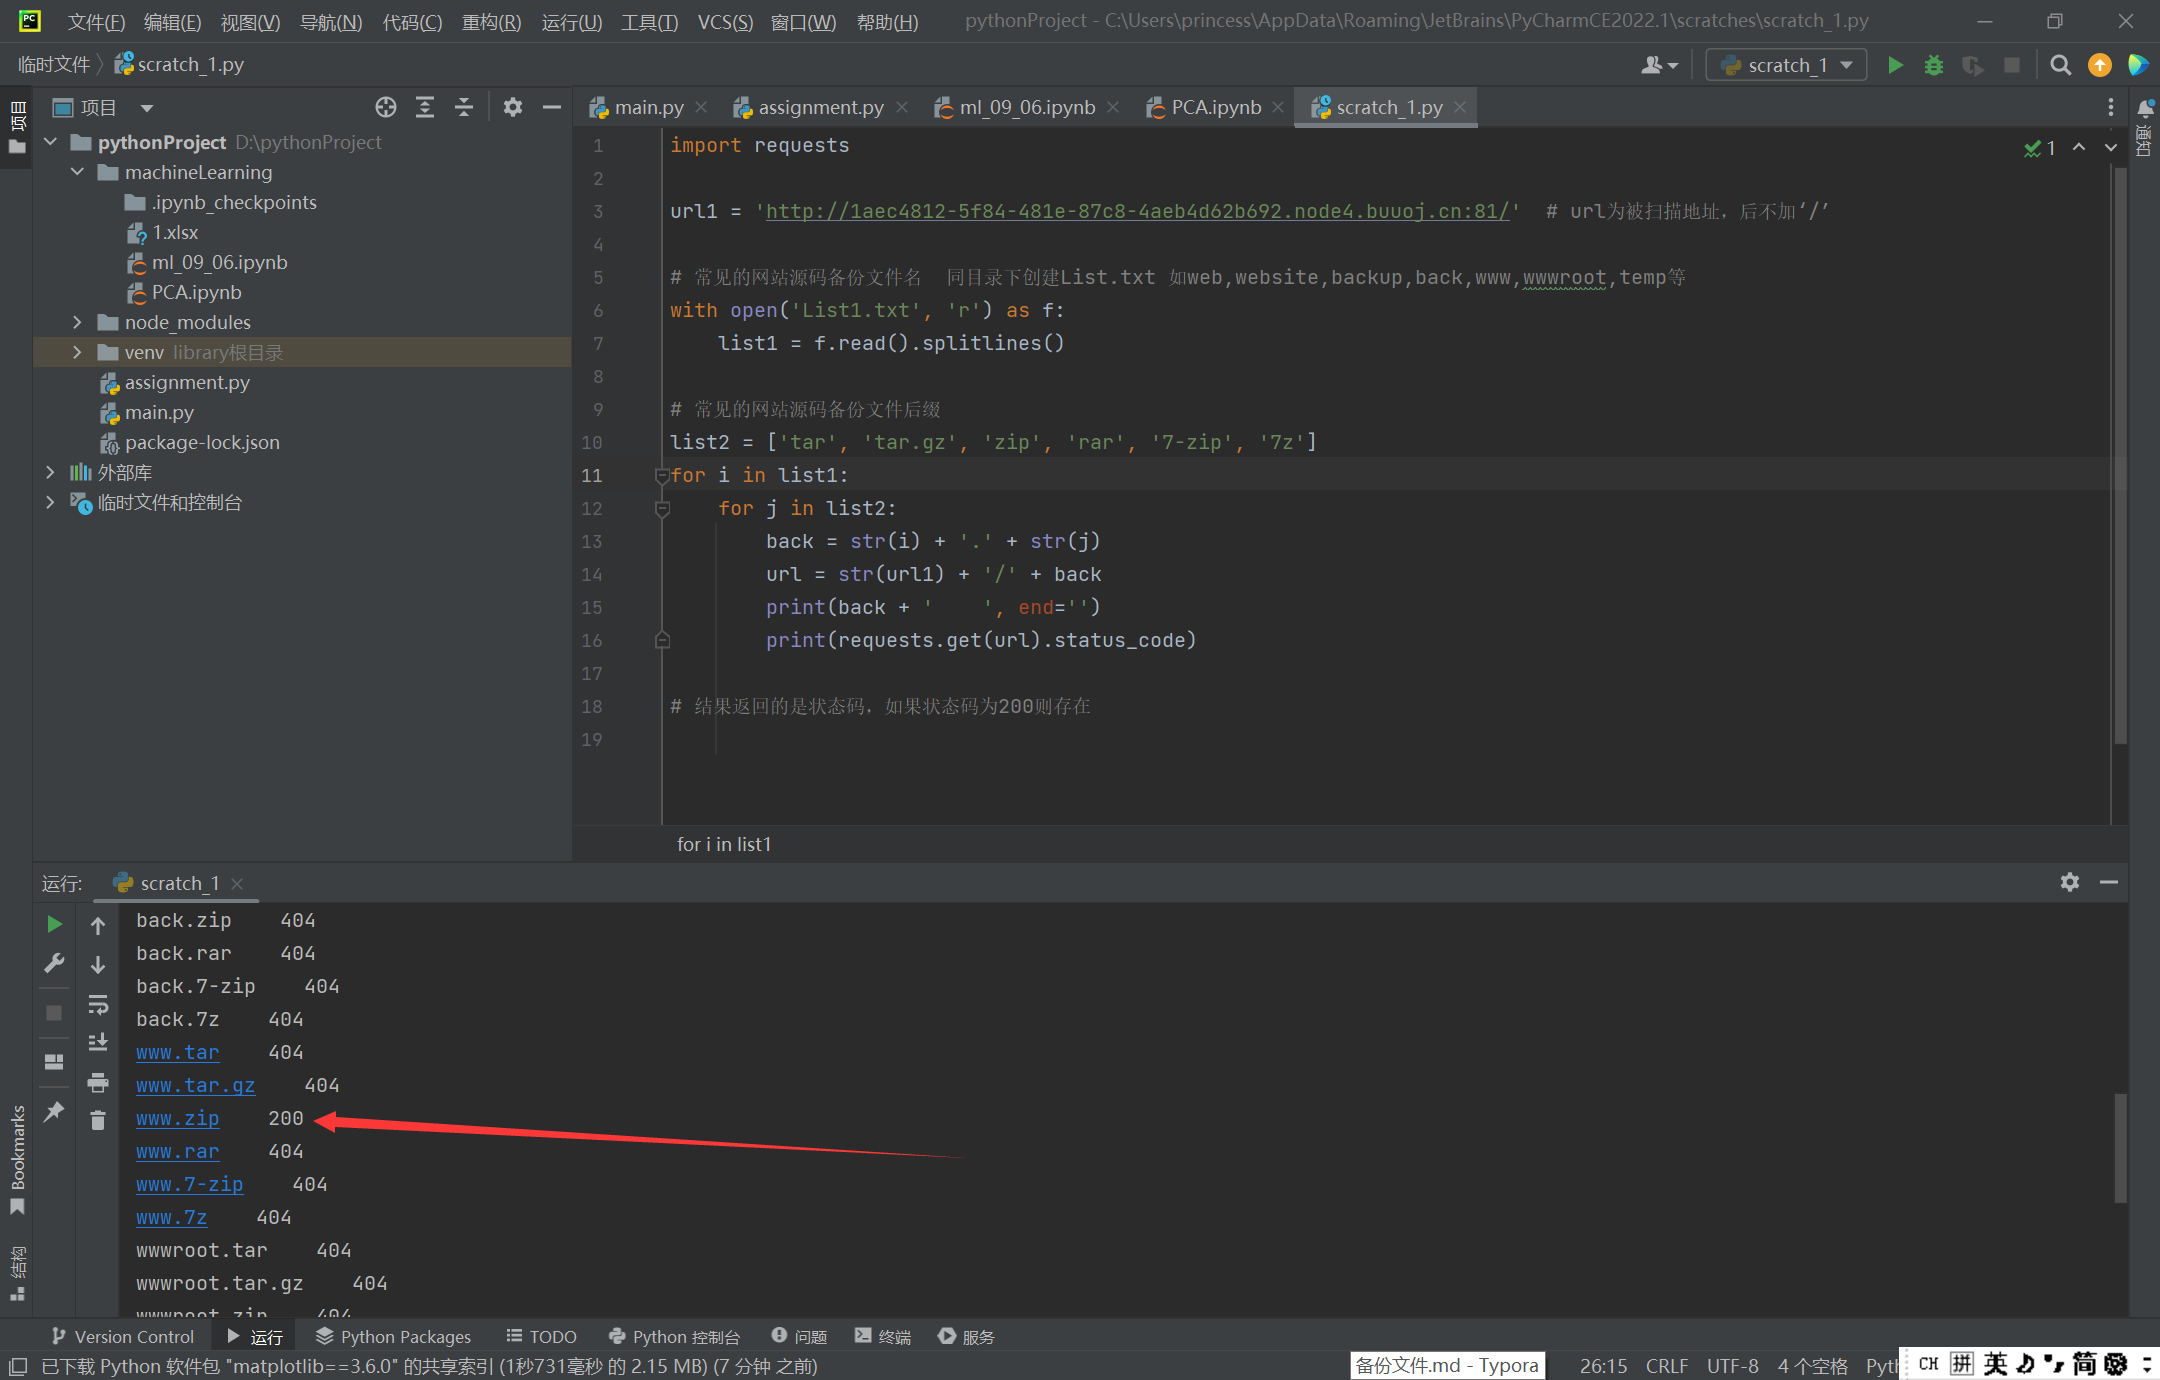 文件(F) 编辑(E) 视图(V) 导航(N) 代码(C) 重构(R) 运行(U) 工具(T) VCS(S) 窗口(W) 帮助(H) pythonProject - C:\Users\princess\AppData\Roaming\JetBrains\PyCharmCE2022.1\scratches\scratch_1.py
临时文件 scratch_1.py scratch_1
项目
项目
main.py assignment.py ml_09_06.ipynb PCA.ipynb scratch_1.py
通知
pythonProject D:\pythonProject
machineLearning
.ipynb_checkpoints
1.xlsx
ml_09_06.ipynb
PCA.ipynb
node_modules
venv library根目录
assignment.py
main.py
package-lock.json
外部库
临时文件和控制台
1
1 import requests
2
3 url1 = 'http://1aec4812-5f84-481e-87c8-4aeb4d62b692.node4.buuoj.cn:81/' # url为被扫描地址，后不加‘/’
4
5 # 常见的网站源码备份文件名 同目录下创建List.txt 如web,website,backup,back,www,wwwroot,temp等
6 with open('List1.txt', 'r') as f:
7 list1 = f.read().splitlines()
8
9 # 常见的网站源码备份文件后缀
10 list2 = ['tar', 'tar.gz', 'zip', 'rar', '7-zip', '7z']
11 for i in list1:
12 for j in list2:
13 back = str(i) + '.' + str(j)
14 url = str(url1) + '/' + back
15 print(back + '    ', end='')
16 print(requests.get(url).status_code)
17
18 # 结果返回的是状态码，如果状态码为200则存在
19
for i in list1
运行: scratch_1
back.zip 404
back.rar 404
back.7-zip 404
back.7z 404
www.tar 404
www.tar.gz 404
www.zip 200
www.rar 404
www.7-zip 404
www.7z 404
wwwroot.tar 404
wwwroot.tar.gz 404
wwwroot.zip 404
Bookmarks
结构
Version Control 运行 Python Packages TODO Python 控制台 问题 终端 服务
已下载 Python 软件包 "matplotlib==3.6.0" 的共享索引 (1秒731毫秒 的 2.15 MB) (7 分钟 之前) 备份文件.md - Typora 26:15 CRLF UTF-8 4 个空格 Pyth
CH 拼 英 简